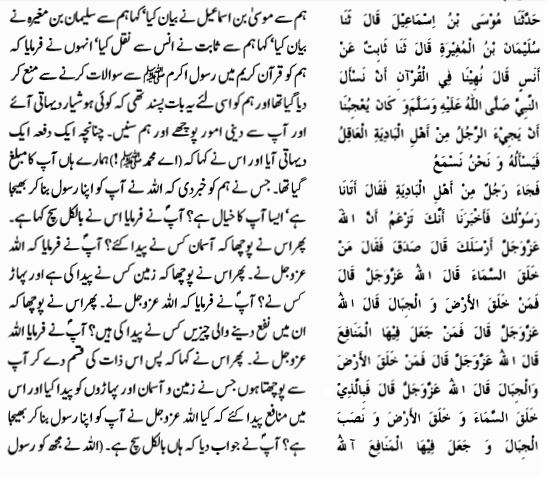 حَدَّثَنَا مُوْسَى بْنُ اِسْمَاعِيْلَ قَالَ ثَنَا
سُلَيْمَانُ بْنُ الْمُغِيْرَةِ قَالَ ثَنَا ثَابِتٌ عَنْ
أَنَسٍ قَالَ نُهِيْنَا فِي الْقُرْآنِ أَنْ نَسْأَلَ
النَّبِيَّ صَلَّى اللّٰهُ عَلَيْهِ وَسَلَّمَ وَ كَانَ يُعْجِبُنَا
أَنْ يَجِيْءَ الرَّجُلُ مِنْ أَهْلِ الْبَادِيَةِ الْعَاقِلُ
فَيَسْأَلُهُ وَ نَحْنُ نَسْمَعُ
فَجَاءَ رَجُلٌ مِنْ أَهْلِ الْبَادِيَةِ فَقَالَ أَتَانَا
رَسُوْلُكَ فَأَخْبَرَنَا أَنَّكَ تَزْعَمُ أَنَّ اللّٰهَ
عَزَّوَجَلَّ أَرْسَلَكَ قَالَ صَدَقَ فَقَالَ مَنْ
خَلَقَ السَّمَاءَ قَالَ اللّٰهُ عَزَّوَجَلَّ قَالَ
فَمَنْ خَلَقَ الْأَرْضَ وَ الْجِبَالَ قَالَ اللّٰهُ
عَزَّوَجَلَّ قَالَ فَمَنْ جَعَلَ فِيْهَا الْمَنَافِعَ
قَالَ اللّٰهُ عَزَّوَجَلَّ قَالَ فَمَنْ خَلَقَ الْأَرْضَ
وَالْجِبَالَ قَالَ اللّٰهُ عَزَّوَجَلَّ قَالَ فَبِالَّذِيْ
خَلَقَ السَّمَاءَ وَ خَلَقَ الْأَرْضَ وَ نَصَبَ
الْجِبَالَ وَ جَعَلَ فِيْهَا الْمَنَافِعَ آللّٰهُ
ہم سے موسیٰ بن اسماعیل نے بیان کیا' کہا ہم سے سلیمان بن مغیرہ نے
بیان کیا' کہا ہم سے ثابت نے انس سے نقل کیا' انہوں نے فرمایا کہ
ہم کو قرآن کریم میں رسول اکرم ﷺ سے سوالات کرنے سے منع کر
دیا گیا تھا اور ہم کو اسی لئے یہ بات پسند تھی کہ کوئی ہوشیار دیہاتی آئے
اور آپ سے دینی امور پوچھے اور ہم سنیں۔ چنانچہ ایک دفعہ ایک
دیہاتی آیا اور اس نے کہا کہ (اے محمد ﷺ!) ہمارے ہاں آپ کا مبلغ
گیا تھا۔ جس نے ہم کو خبر دی کہ اللہ نے آپ کو اپنا رسول بنا کر بھیجا
ہے' ایسا آپ کا خیال ہے؟ آپؐ نے فرمایا اس نے بالکل سچ کہا ہے۔
پھر اس نے پوچھا کہ آسمان کس نے پیدا کئے؟ آپؐ نے فرمایا کہ اللہ
عزوجل نے۔ پھر اس نے پوچھا کہ زمین کس نے پیدا کی ہے اور پہاڑ
کس نے؟ آپؐ نے فرمایا کہ اللہ عزوجل نے۔ پھر اس نے پوچھا کہ
ان میں نفع دینے والی چیزیں کس نے پیدا کی ہیں؟ آپؐ نے فرمایا اللہ
عزوجل نے۔ پھر اس نے کہا کہ پس اس ذات کی قسم دے کر آپ
سے پوچھتا ہوں جس نے زمین و آسمان اور پہاڑوں کو پیدا کیا اور اس
میں منافع پیدا کئے کہ کیا اللہ عزوجل نے آپ کو اپنا رسول بنا کر بھیجا
ہے؟ آپؐ نے جواب دیا کہ ہاں بالکل سچ ہے۔ (اللہ نے مجھ کو رسول